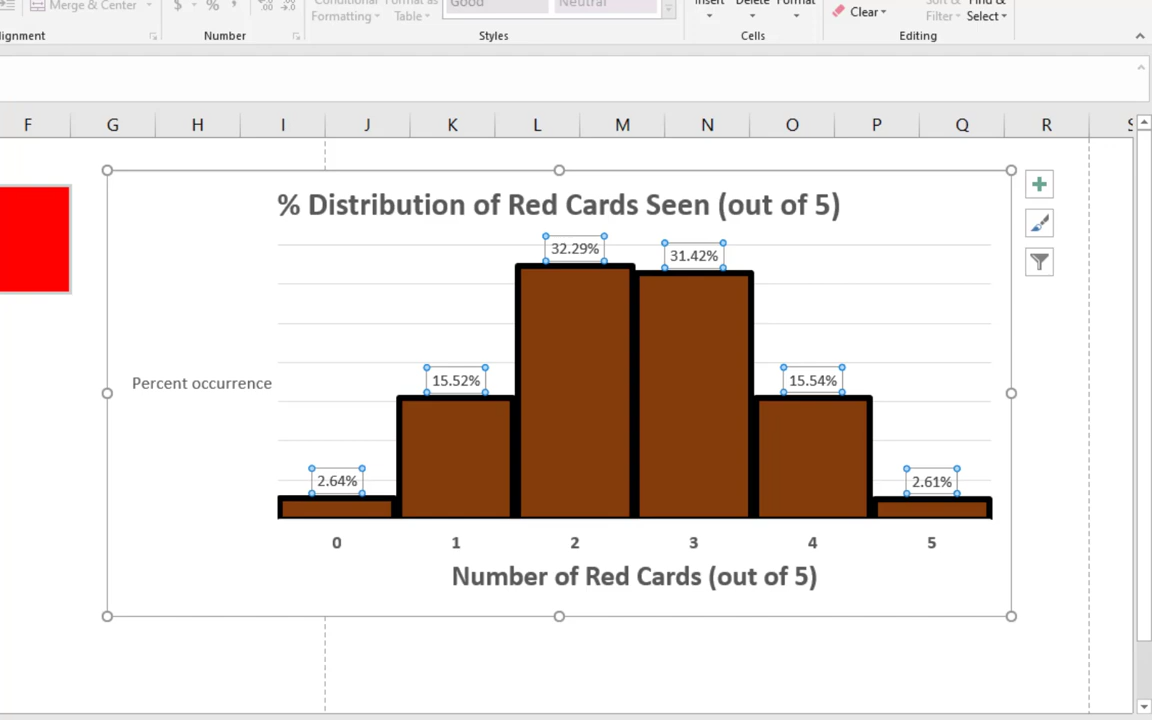 Merge & Center
$ % ,
Conditional
Formatting
Format as
Table
Good
Neutral
Insert
Delete
Format
Clear
Sort &
Filter
Find &
Select
Number
Styles
Cells
Editing
F G H I J K L M N O P Q R
% Distribution of Red Cards Seen (out of 5)
32.29%
31.42%
15.52%
15.54%
Percent occurrence
2.64%
2.61%
0 1 2 3 4 5
Number of Red Cards (out of 5)